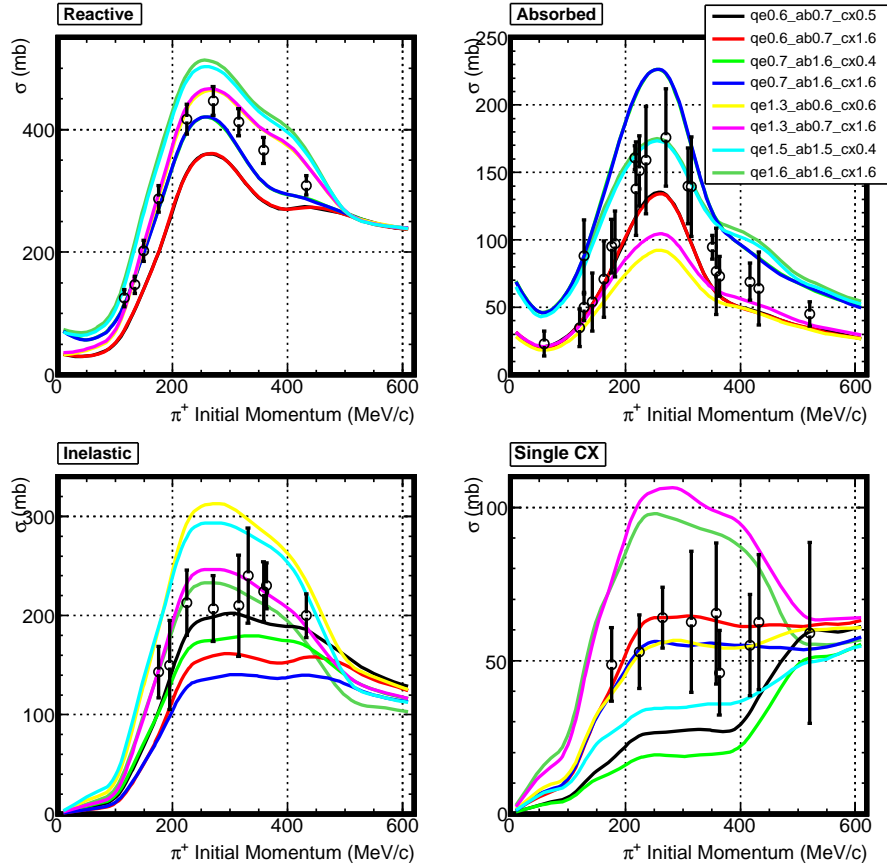 Reactive
σ (mb)
400
200
0
0 200 400 600
π+ Initial Momentum (MeV/c)
Absorbed
σ (mb)
250
200
150
100
50
0
0 200 400 600
π+ Initial Momentum (MeV/c)
qe0.6_ab0.7_cx0.5
qe0.6_ab0.7_cx1.6
qe0.7_ab1.6_cx0.4
qe0.7_ab1.6_cx1.6
qe1.3_ab0.6_cx0.6
qe1.3_ab0.7_cx1.6
qe1.5_ab1.5_cx0.4
qe1.6_ab1.6_cx1.6
Inelastic
σ (mb)
300
200
100
0
0 200 400 600
π+ Initial Momentum (MeV/c)
Single CX
σ (mb)
100
50
0
0 200 400 600
π+ Initial Momentum (MeV/c)